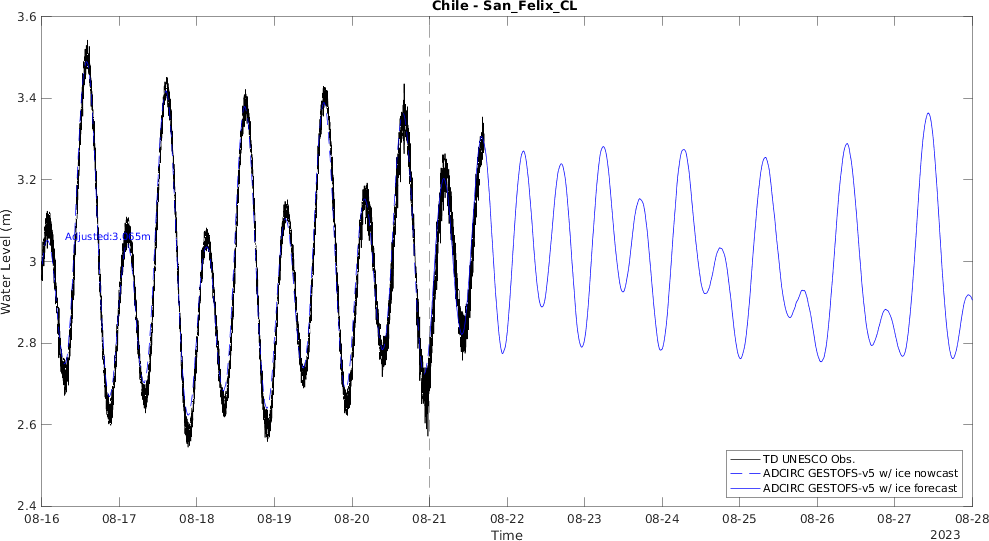 Chile - San_Felix_CL
Water Level (m)
3.6
3.4
3.2
3
2.8
2.6
2.4
TD UNESCO Obs.
ADCIRC GESTOFS-v5 w/ ice nowcast
ADCIRC GESTOFS-v5 w/ ice forecast
08-16 08-17 08-18 08-19 08-20 08-21 08-22 08-23 08-24 08-25 08-26 08-27 08-28
Time
2023